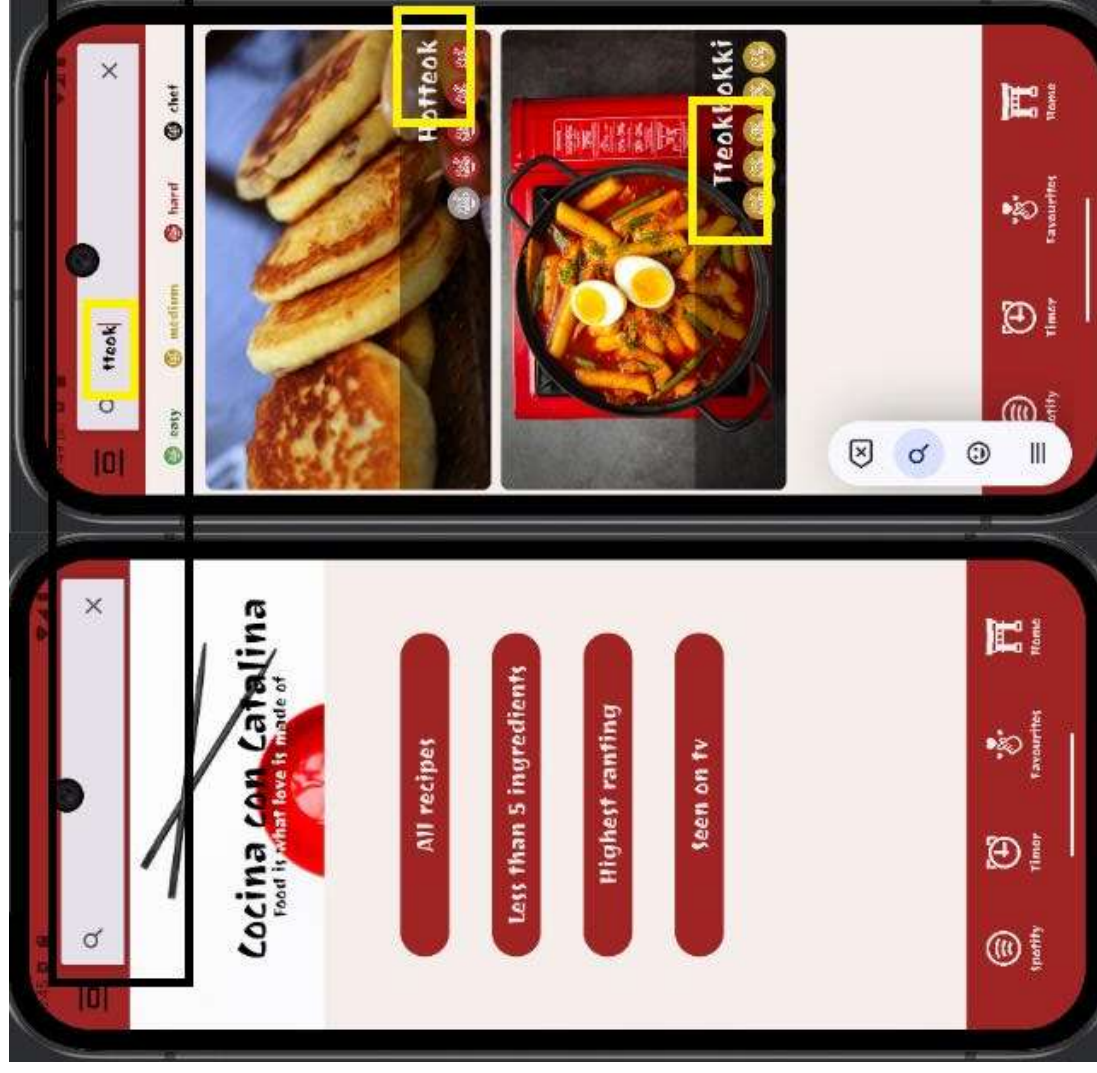 Cocina con Catalina
Food is what love is made of
All recipes
Less than 5 ingredients
Highest ranting
Seen on tv
Spotify Timer Favourites Home
tteok
easy medium hard chef
Hotteok
Tteokbokki
otify Timer Favourites Home